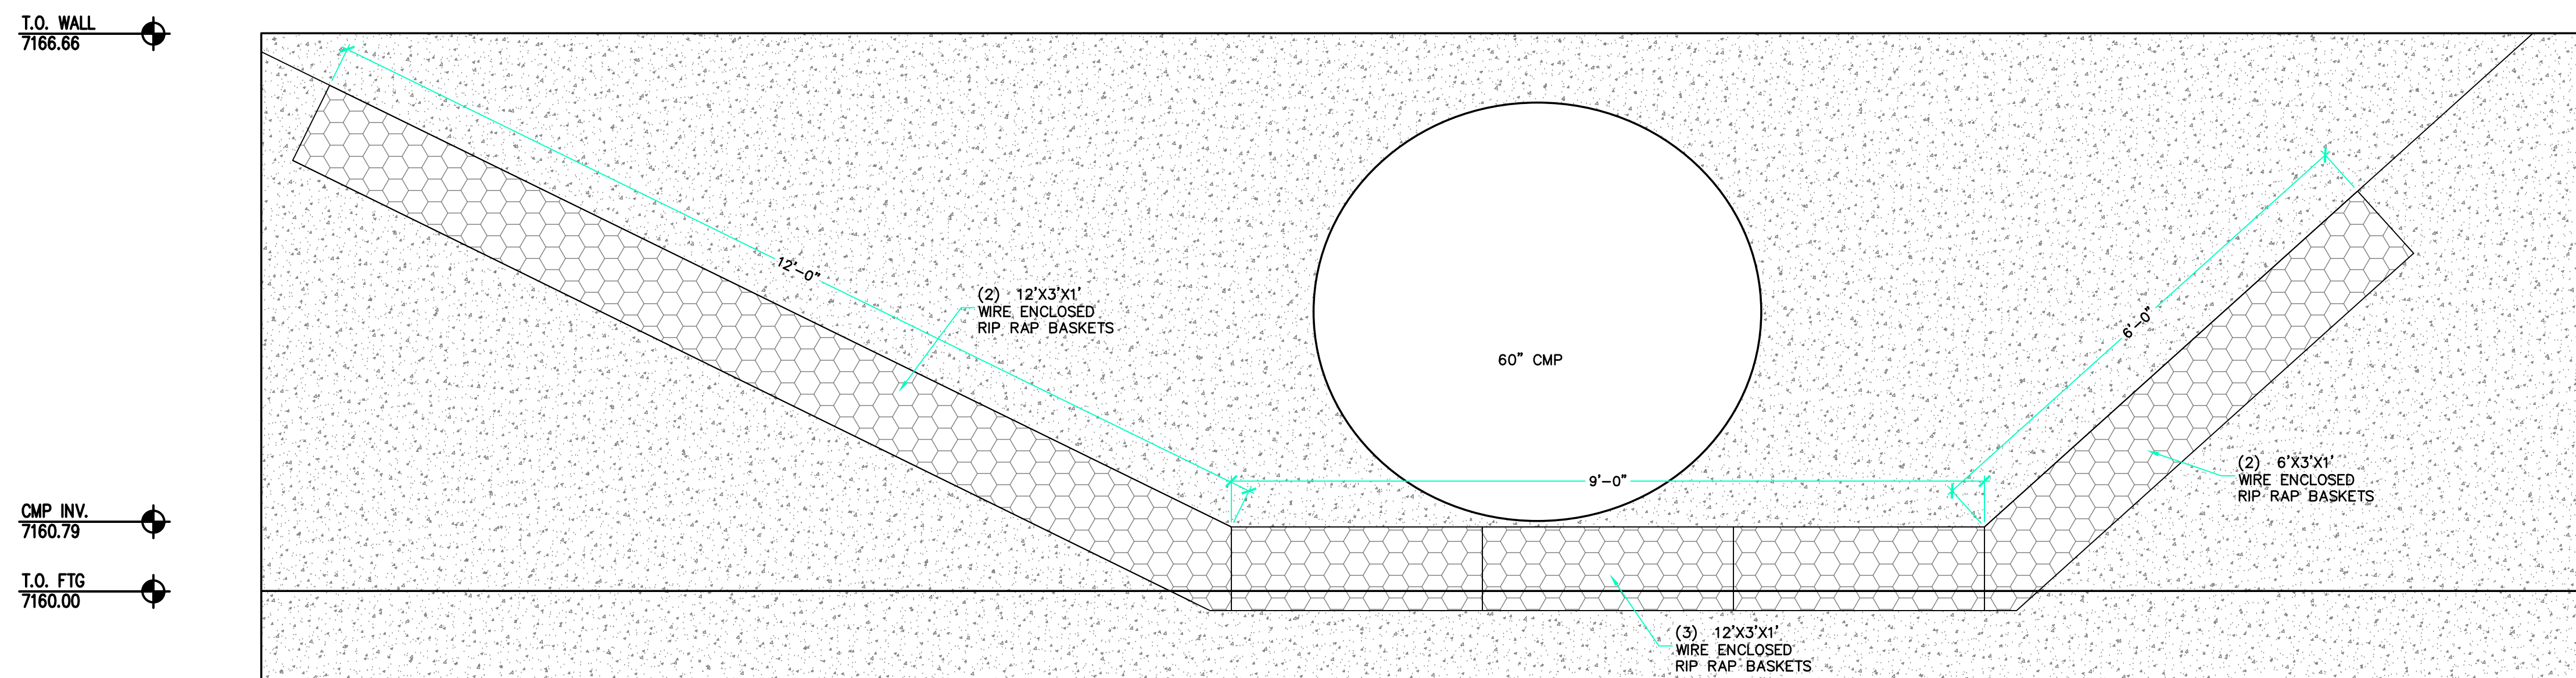 T.O. WALL
7166.66
12'-0"
(2) 12'X3'X1'
WIRE ENCLOSED
RIP RAP BASKETS
60" CMP
6'-0"
9'-0"
(2) 6'X3'X1'
WIRE ENCLOSED
RIP RAP BASKETS
CMP INV.
7160.79
T.O. FTG
7160.00
(3) 12'X3'X1'
WIRE ENCLOSED
RIP RAP BASKETS